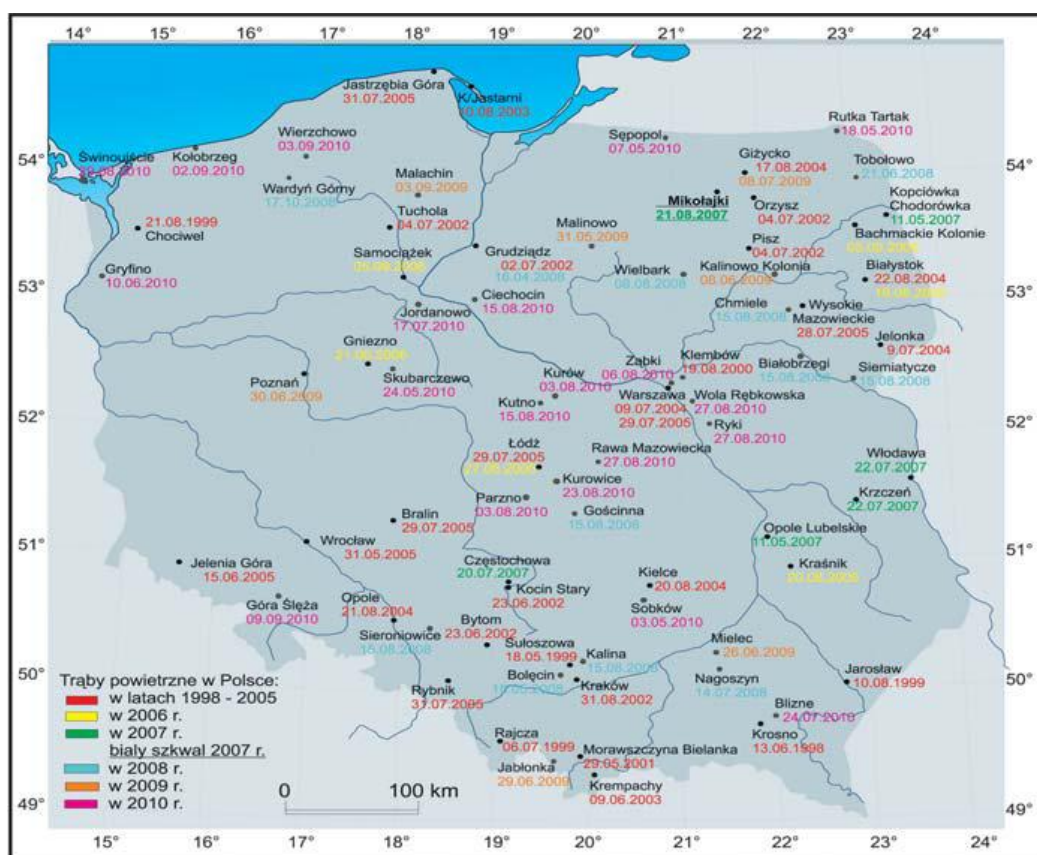 14° 15° 16° 17° 18° 19° 20° 21° 22° 23° 24°
Jastrzębia Góra
31.07.2005
K/Jastarni
10.08.2003
Rutka Tartak
18.05.2010
Wierzchowo
03.09.2010
Sępopol
07.05.2010
54°
54°
Świnoujście
Kołobrzeg
02.09.2010
Giżycko
17.08.2004
08.07.2009
Tobołowo
21.06.2008
Wardyń Górny
17.10.2008
Malachin
03.09.2009
Mikołajki
21.08.2007
Orzysz
04.07.2002
Kopciówka
Chodorówka
11.05.2007
21.08.1999
Chociwel
Tuchola
04.07.2002
Malinowo
31.05.2009
Bachmackie Kolonie
Samociążek
Grudziądz
02.07.2002
Pisz
04.07.2002
Gryfino
10.06.2010
Wielbark
08.08.2008
Kalinowo Kolonia
08.06.2009
Białystok
22.08.2004
53°
53°
Ciechocin
15.08.2010
Jordanowo
17.07.2010
Chmiele
15.08.2008
Wysokie
Mazowieckie
28.07.2005
Jelonka
9.07.2004
Gniezno
Skubarczewo
24.05.2010
Poznań
30.06.2009
Ząbki
06.08.2010
Klembów
19.08.2000
Białobrzegi
15.08.2008
Siemiatycze
15.08.2008
Kurów
03.08.2010
Kutno
15.08.2010
Warszawa
09.07.2004
29.07.2005
Wola Rębkowska
27.08.2010
52°
52°
Ryki
27.08.2010
Łódź
29.07.2005
Rawa Mazowiecka
27.08.2010
Włodawa
22.07.2007
Kurowice
23.08.2010
Parzno
03.08.2010
Gościnna
15.08.2008
Krzczeń
22.07.2007
Bralin
29.07.2005
Opole Lubelskie
11.05.2007
51°
51°
Wrocław
31.05.2005
Jelenia Góra
15.06.2005
Częstochowa
20.07.2007
Kocin Stary
23.06.2002
Kielce
20.08.2004
Kraśnik
Góra Ślęża
09.09.2010
Opole
21.08.2004
Sobków
03.05.2010
Sieroniowice
15.08.2008
Bytom
23.06.2002
Sułoszowa
18.05.1999
Kalina
15.08.2008
Mielec
26.06.2009
50°
50°
Bolęcin
Nagoszyn
14.07.2008
Jarosław
10.08.1999
Rybnik
31.07.2005
Kraków
31.08.2002
Blizne
24.07.2010
Krosno
13.06.1998
Rajcza
06.07.1999
Morawszczyna Bielanka
29.05.2001
Jabłonka
29.06.2009
Krempachy
09.06.2003
Trąby powietrzne w Polsce:
w latach 1998 - 2005
w 2006 r.
w 2007 r.
biały szkwał 2007 r.
w 2008 r.
w 2009 r.
w 2010 r.
0 100 km
49°
49°
15° 16° 17° 18° 19° 20° 21° 22° 23° 24°